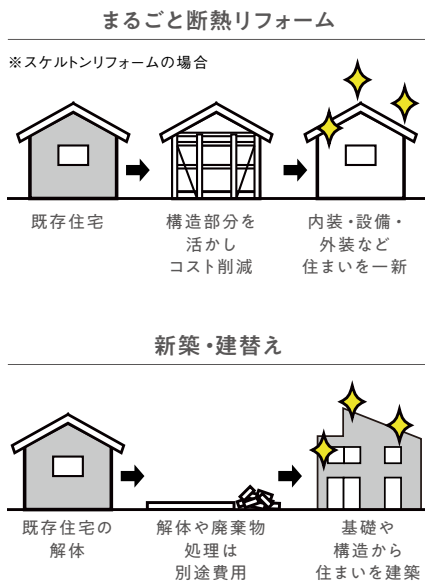 まるごと断熱リフォーム
※スケルトンリフォームの場合
既存住宅
構造部分を
活かし
コスト削減
内装・設備・
外装など
住まいを一新
新築・建替え
既存住宅の
解体
解体や廃棄物
処理は
別途費用
基礎や
構造から
住まいを建築